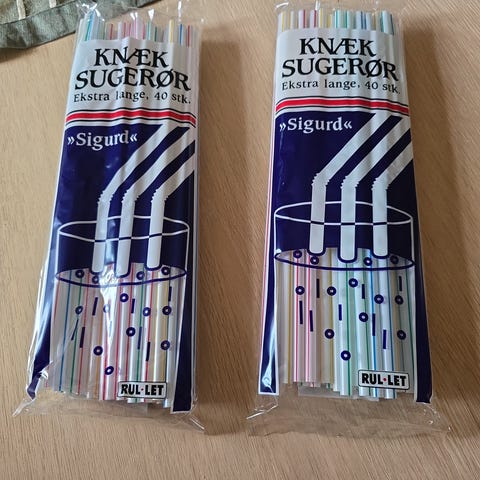 KNÆK
SUGERØR
Ekstra lange, 40 stk.
»Sigurd«
RUL-LET
KNÆK
SUGERØR
Ekstra lange, 40 stk.
»Sigurd«
RUL-LET